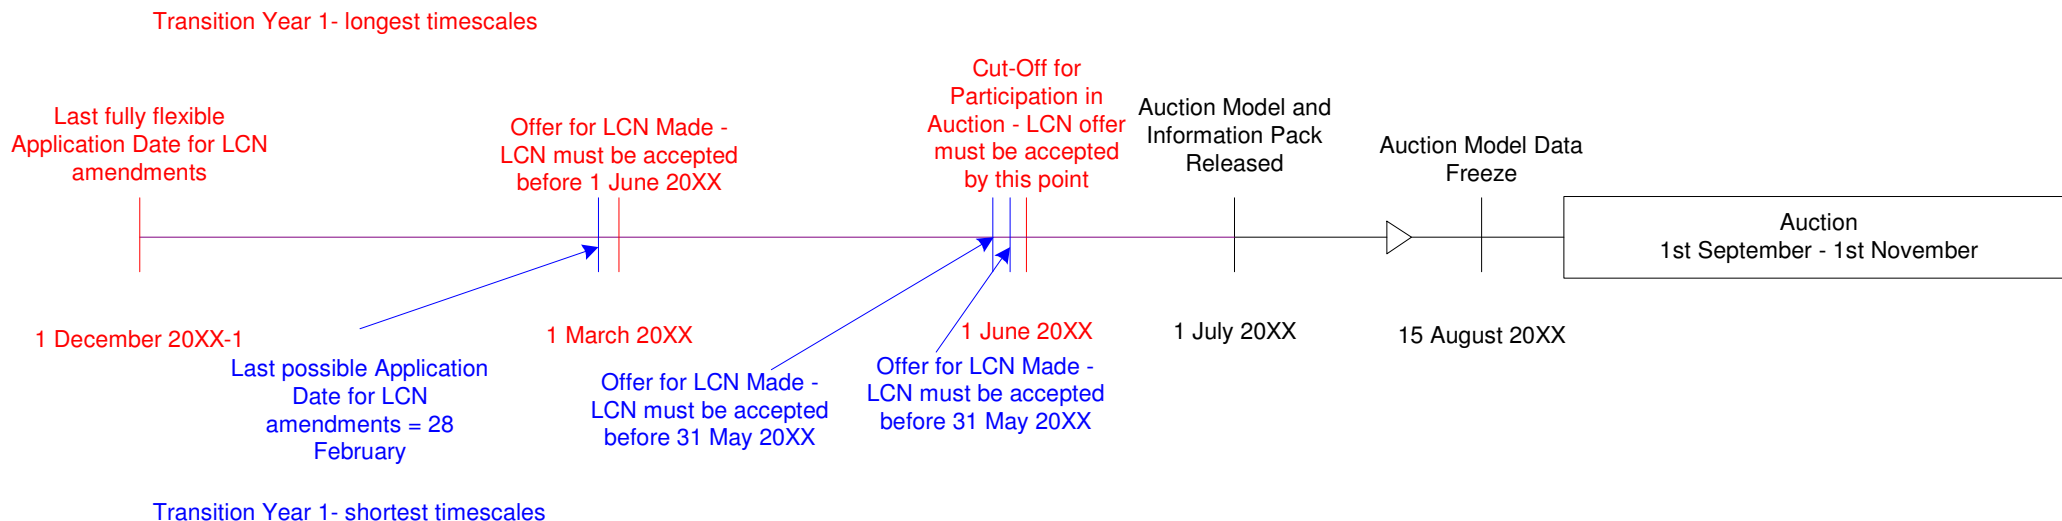 Transition Year 1- longest timescales
Last fully flexible
Application Date for LCN
amendments
Offer for LCN Made -
LCN must be accepted
before 1 June 20XX
Cut-Off for
Participation in
Auction - LCN offer
must be accepted
by this point
Auction Model and
Information Pack
Released
Auction Model Data
Freeze
Auction
1st September - 1st November
1 December 20XX-1
1 March 20XX
1 June 20XX
1 July 20XX
15 August 20XX
Last possible Application
Date for LCN
amendments = 28
February
Offer for LCN Made -
LCN must be accepted
before 31 May 20XX
Offer for LCN Made -
LCN must be accepted
before 31 May 20XX
Transition Year 1- shortest timescales